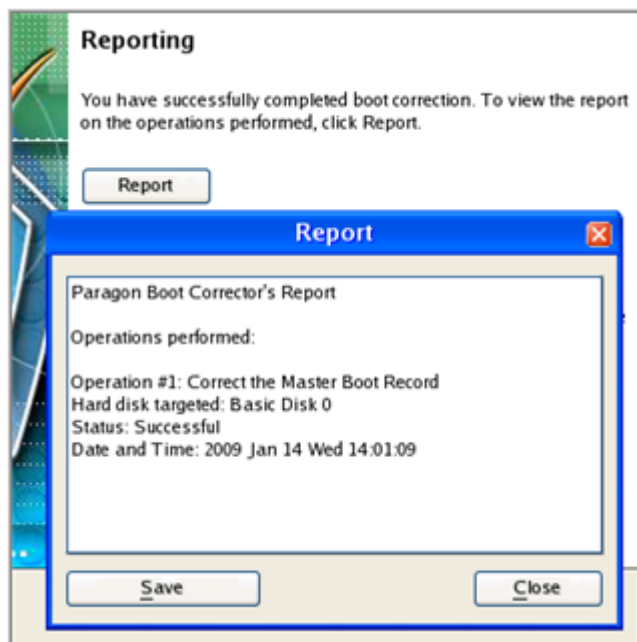 Reporting
You have successfully completed boot correction. To view the report
on the operations performed, click Report.
Report
Report
Paragon Boot Corrector's Report
Operations performed:
Operation #1: Correct the Master Boot Record
Hard disk targeted: Basic Disk 0
Status: Successful
Date and Time: 2009 Jan 14 Wed 14:01:09
Save
Close